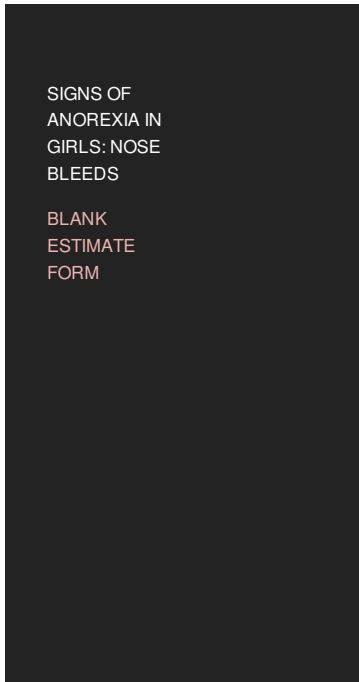 SIGNS OF
ANOREXIA IN
GIRLS: NOSE
BLEEDS
BLANK
ESTIMATE
FORM